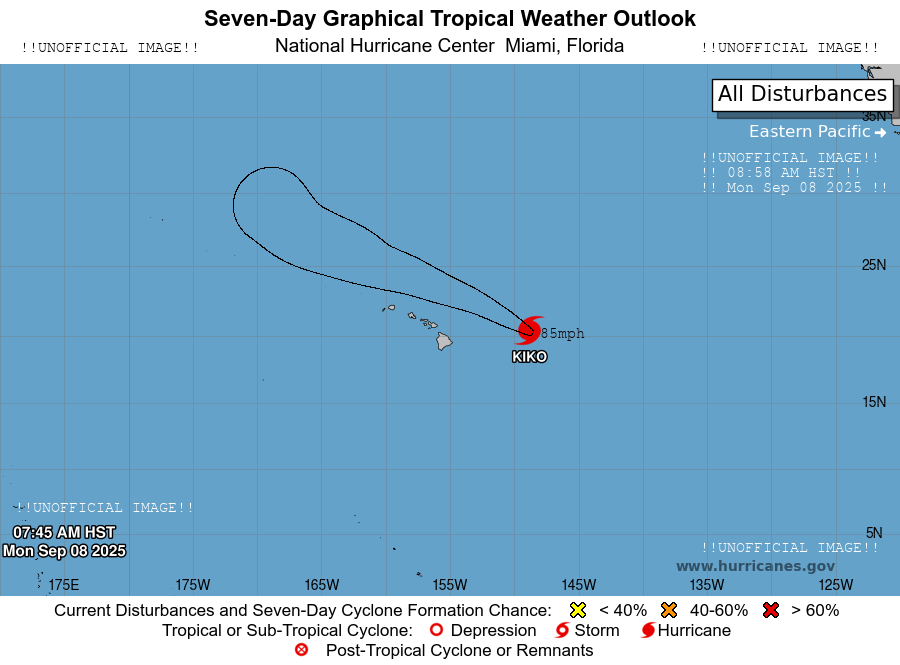 Seven-Day Graphical Tropical Weather Outlook
!!UNOFFICIAL IMAGE!! National Hurricane Center Miami, Florida !!UNOFFICIAL IMAGE!!
All Disturbances
35N
Eastern Pacific
!!UNOFFICIAL IMAGE!!
!! 08:58 AM HST !!
!! Mon Sep 08 2025 !!
25N
85mph
KIKO
15N
!!UNOFFICIAL IMAGE!!
07:45 AM HST
Mon Sep 08 2025
5N
!!UNOFFICIAL IMAGE!!
www.hurricanes.gov
175E 175W 165W 155W 145W 135W 125W
Current Disturbances and Seven-Day Cyclone Formation Chance: < 40% 40-60% > 60%
Tropical or Sub-Tropical Cyclone: Depression Storm Hurricane
Post-Tropical Cyclone or Remnants